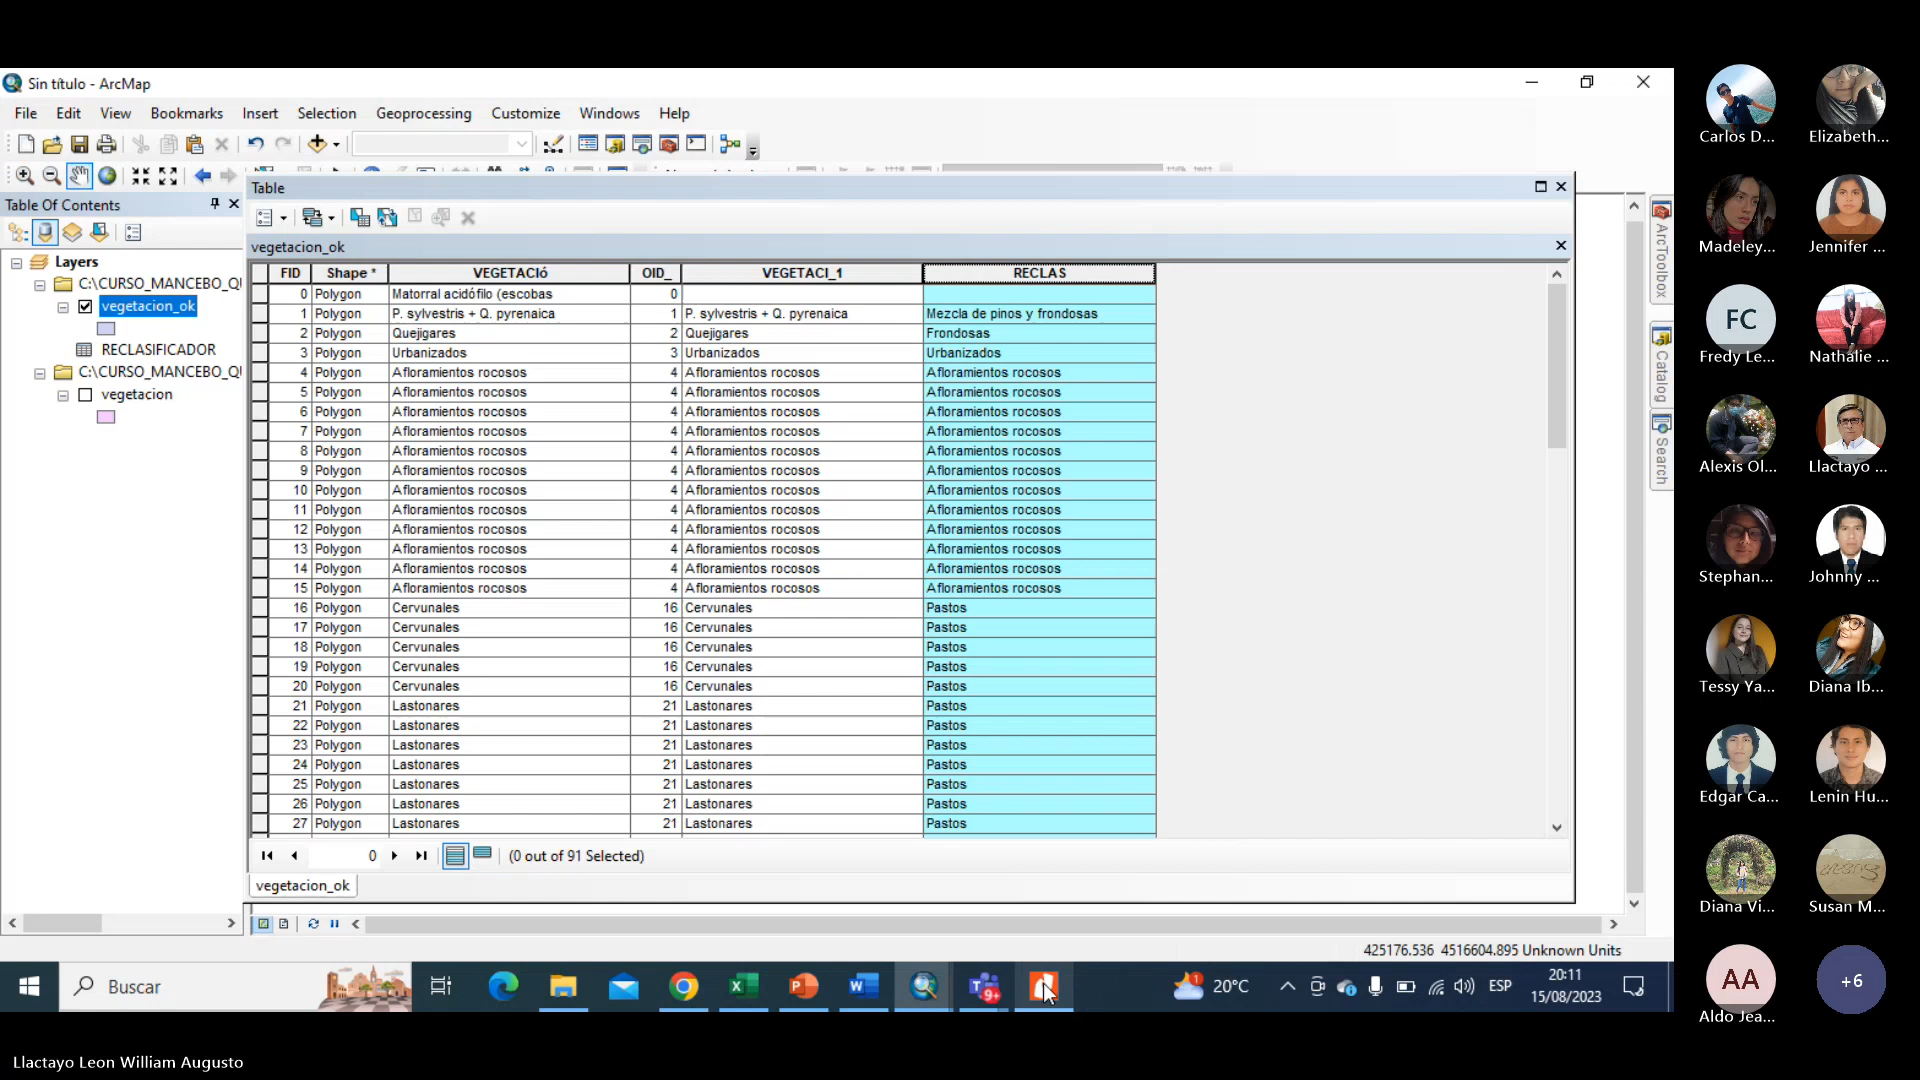 Sin título - ArcMap
File Edit View Bookmarks Insert Selection Geoprocessing Customize Windows Help
Table Of Contents
Layers
C:\CURSO_MANCEBO_QU
vegetacion_ok
RECLASIFICADOR
C:\CURSO_MANCEBO_QU
vegetacion
Table
vegetacion_ok
FID Shape * VEGETACIó OID_ VEGETACI_1 RECLAS
0 Polygon Matorral acidófilo (escobas 0
1 Polygon P. sylvestris + Q. pyrenaica 1 P. sylvestris + Q. pyrenaica Mezcla de pinos y frondosas
2 Polygon Quejigares 2 Quejigares Frondosas
3 Polygon Urbanizados 3 Urbanizados Urbanizados
4 Polygon Afloramientos rocosos 4 Afloramientos rocosos Afloramientos rocosos
5 Polygon Afloramientos rocosos 4 Afloramientos rocosos Afloramientos rocosos
6 Polygon Afloramientos rocosos 4 Afloramientos rocosos Afloramientos rocosos
7 Polygon Afloramientos rocosos 4 Afloramientos rocosos Afloramientos rocosos
8 Polygon Afloramientos rocosos 4 Afloramientos rocosos Afloramientos rocosos
9 Polygon Afloramientos rocosos 4 Afloramientos rocosos Afloramientos rocosos
10 Polygon Afloramientos rocosos 4 Afloramientos rocosos Afloramientos rocosos
11 Polygon Afloramientos rocosos 4 Afloramientos rocosos Afloramientos rocosos
12 Polygon Afloramientos rocosos 4 Afloramientos rocosos Afloramientos rocosos
13 Polygon Afloramientos rocosos 4 Afloramientos rocosos Afloramientos rocosos
14 Polygon Afloramientos rocosos 4 Afloramientos rocosos Afloramientos rocosos
15 Polygon Afloramientos rocosos 4 Afloramientos rocosos Afloramientos rocosos
16 Polygon Cervunales 16 Cervunales Pastos
17 Polygon Cervunales 16 Cervunales Pastos
18 Polygon Cervunales 16 Cervunales Pastos
19 Polygon Cervunales 16 Cervunales Pastos
20 Polygon Cervunales 16 Cervunales Pastos
21 Polygon Lastonares 21 Lastonares Pastos
22 Polygon Lastonares 21 Lastonares Pastos
23 Polygon Lastonares 21 Lastonares Pastos
24 Polygon Lastonares 21 Lastonares Pastos
25 Polygon Lastonares 21 Lastonares Pastos
26 Polygon Lastonares 21 Lastonares Pastos
27 Polygon Lastonares 21 Lastonares Pastos
0 (0 out of 91 Selected)
vegetacion_ok
ArcToolbox
Catalog
Search
425176.536 4516604.895 Unknown Units
Buscar
9+
1
20°C
ESP
20:11
15/08/2023
Carlos D... Elizabeth...
Madeley... Jennifer ...
FC
Fredy Le... Nathalie ...
Alexis Ol... Llactayo ...
Stephan... Johnny ...
Tessy Ya... Diana Ib...
Edgar Ca... Lenin Hu...
Diana Vi... Susan M...
AA +6
Aldo Jea...
Llactayo Leon William Augusto